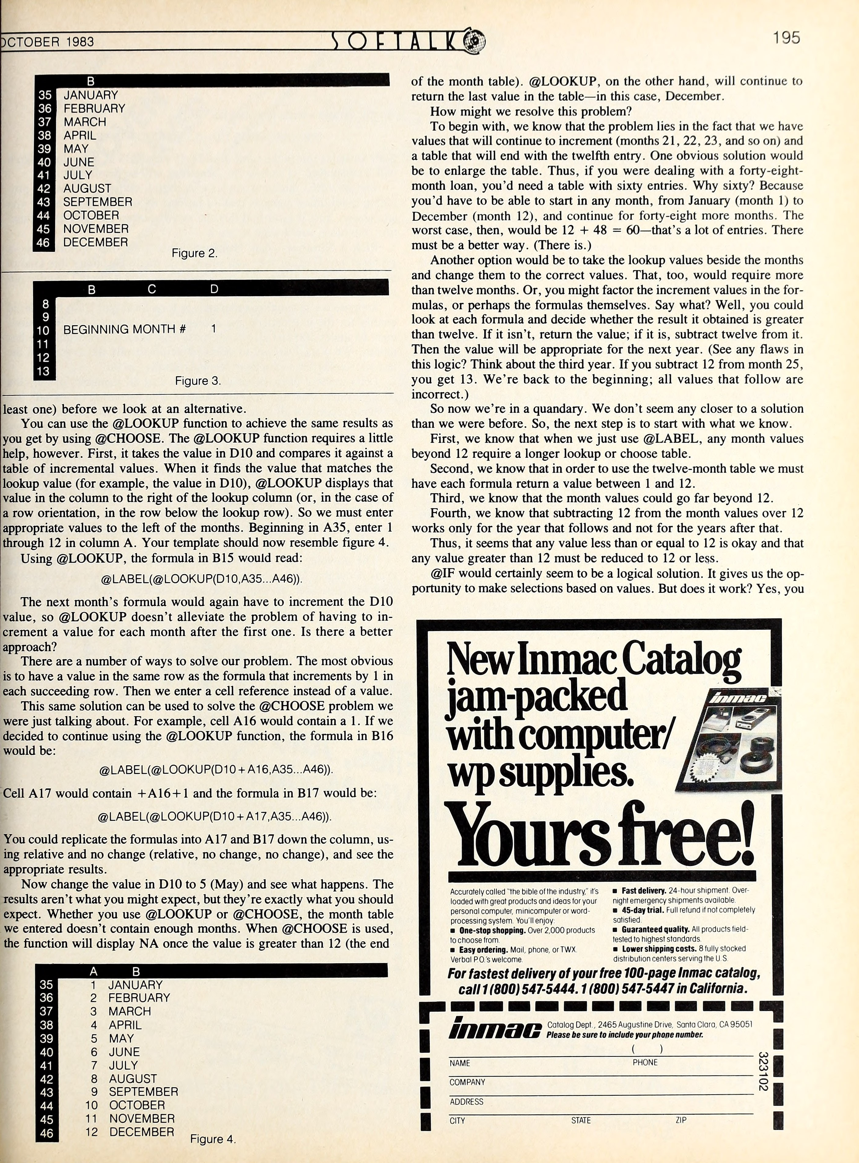 OCTOBER 1983
SOFTALK
195
B
35 JANUARY
36 FEBRUARY
37 MARCH
38 APRIL
39 MAY
40 JUNE
41 JULY
42 AUGUST
43 SEPTEMBER
44 OCTOBER
45 NOVEMBER
46 DECEMBER
Figure 2.
B C D
8
9
10 BEGINNING MONTH # 1
11
12
13
Figure 3.
least one) before we look at an alternative.
You can use the @LOOKUP function to achieve the same results as
you get by using @CHOOSE. The @LOOKUP function requires a little
help, however. First, it takes the value in D10 and compares it against a
table of incremental values. When it finds the value that matches the
lookup value (for example, the value in D10), @LOOKUP displays that
value in the column to the right of the lookup column (or, in the case of
a row orientation, in the row below the lookup row). So we must enter
appropriate values to the left of the months. Beginning in A35, enter 1
through 12 in column A. Your template should now resemble figure 4.
Using @LOOKUP, the formula in B15 would read:
@LABEL(@LOOKUP(D10,A35...A46)).
The next month's formula would again have to increment the D10
value, so @LOOKUP doesn't alleviate the problem of having to in-
crement a value for each month after the first one. Is there a better
approach?
There are a number of ways to solve our problem. The most obvious
is to have a value in the same row as the formula that increments by 1 in
each succeeding row. Then we enter a cell reference instead of a value.
This same solution can be used to solve the @CHOOSE problem we
were just talking about. For example, cell A16 would contain a 1. If we
decided to continue using the @LOOKUP function, the formula in B16
would be:
@LABEL(@LOOKUP(D10+A16,A35...A46)).
Cell A17 would contain +A16+1 and the formula in B17 would be:
@LABEL(@LOOKUP(D10+A17,A35...A46)).
You could replicate the formulas into A17 and B17 down the column, us-
ing relative and no change (relative, no change, no change), and see the
appropriate results.
Now change the value in D10 to 5 (May) and see what happens. The
results aren't what you might expect, but they're exactly what you should
expect. Whether you use @LOOKUP or @CHOOSE, the month table
we entered doesn't contain enough months. When @CHOOSE is used,
the function will display NA once the value is greater than 12 (the end
A B
35 1 JANUARY
36 2 FEBRUARY
37 3 MARCH
38 4 APRIL
39 5 MAY
40 6 JUNE
41 7 JULY
42 8 AUGUST
43 9 SEPTEMBER
44 10 OCTOBER
45 11 NOVEMBER
46 12 DECEMBER
Figure 4.
of the month table). @LOOKUP, on the other hand, will continue to
return the last value in the table—in this case, December.
How might we resolve this problem?
To begin with, we know that the problem lies in the fact that we have
values that will continue to increment (months 21, 22, 23, and so on) and
a table that will end with the twelfth entry. One obvious solution would
be to enlarge the table. Thus, if you were dealing with a forty-eight-
month loan, you'd need a table with sixty entries. Why sixty? Because
you'd have to be able to start in any month, from January (month 1) to
December (month 12), and continue for forty-eight more months. The
worst case, then, would be 12 + 48 = 60—that's a lot of entries. There
must be a better way. (There is.)
Another option would be to take the lookup values beside the months
and change them to the correct values. That, too, would require more
than twelve months. Or, you might factor the increment values in the for-
mulas, or perhaps the formulas themselves. Say what? Well, you could
look at each formula and decide whether the result it obtained is greater
than twelve. If it isn't, return the value; if it is, subtract twelve from it.
Then the value will be appropriate for the next year. (See any flaws in
this logic? Think about the third year. If you subtract 12 from month 25,
you get 13. We're back to the beginning; all values that follow are
incorrect.)
So now we're in a quandary. We don't seem any closer to a solution
than we were before. So, the next step is to start with what we know.
First, we know that when we just use @LABEL, any month values
beyond 12 require a longer lookup or choose table.
Second, we know that in order to use the twelve-month table we must
have each formula return a value between 1 and 12.
Third, we know that the month values could go far beyond 12.
Fourth, we know that subtracting 12 from the month values over 12
works only for the year that follows and not for the years after that.
Thus, it seems that any value less than or equal to 12 is okay and that
any value greater than 12 must be reduced to 12 or less.
@IF would certainly seem to be a logical solution. It gives us the op-
portunity to make selections based on values. But does it work? Yes, you
New Inmac Catalog
jam-packed
with computer/
wp supplies.
inmac
Yours free!
Accurately called "the bible of the industry," it's
loaded with great products and ideas for your
personal computer, minicomputer or word-
processing system. You'll enjoy:
■ One-stop shopping. Over 2,000 products
to choose from.
■ Easy ordering. Mail, phone, or TWX.
Verbal P.O.'s welcome.
■ Fast delivery. 24-hour shipment. Over-
night emergency shipments available.
■ 45-day trial. Full refund if not completely
satisfied.
■ Guaranteed quality. All products field-
tested to highest standards.
■ Lower shipping costs. 8 fully stocked
distribution centers serving the U.S.
For fastest delivery of your free 100-page Inmac catalog,
call 1 (800) 547-5444. 1 (800) 547-5447 in California.
inmac
Catalog Dept., 2465 Augustine Drive, Santa Clara, CA 95051
Please be sure to include your phone number.
( )
NAME PHONE
COMPANY
ADDRESS
CITY STATE ZIP
323102